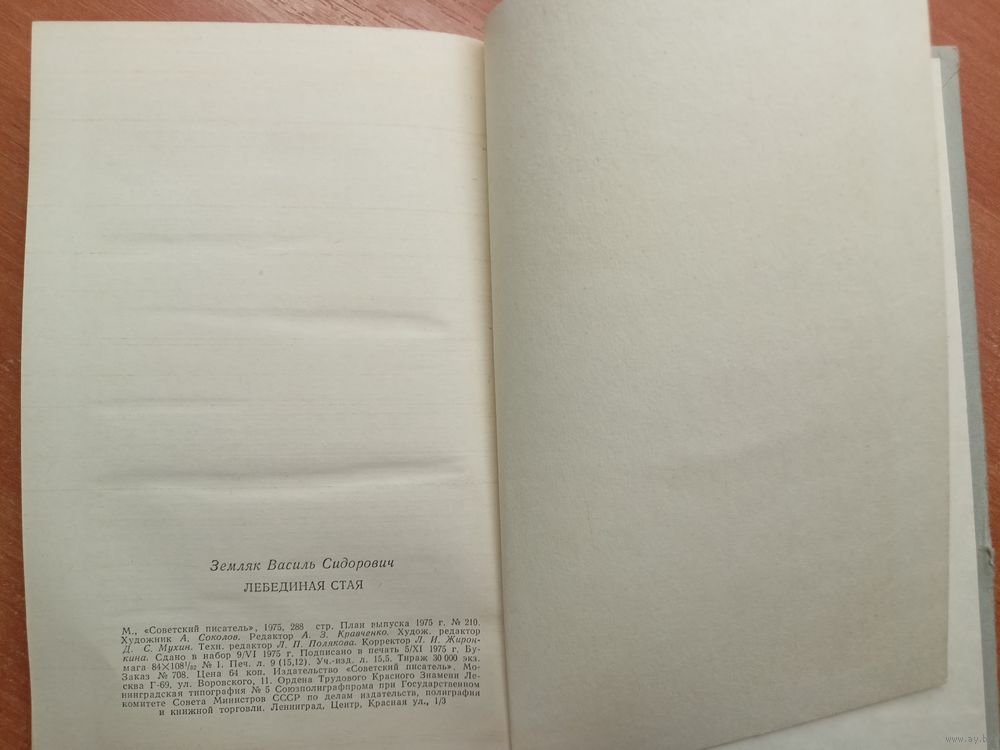 Земляк Василь Сидорович
ЛЕБЕДИНАЯ СТАЯ
М., «Советский писатель», 1975, 288 стр. План выпуска 1975 г. № 210.
Художник А. Соколов. Редактор А. З. Кравченко. Худож. редактор
Д. С. Мухин. Техн. редактор Л. П. Полякова. Корректор Л. И. Жирон-
кина. Сдано в набор 9/VI 1975 г. Подписано в печать 5/XI 1975 г. Бу-
мага 84×108 1/32 № 1. Печ. л. 9 (15,12). Уч.-изд. л. 15,5. Тираж 30 000 экз.
Заказ № 708. Цена 64 коп. Издательство «Советский писатель». Мо-
сква Г-69, ул. Воровского, 11. Ордена Трудового Красного Знамени Ле-
нинградская типография № 5 Союзполиграфпрома при Государственном
комитете Совета Министров СССР по делам издательств, полиграфии
и книжной торговли. Ленинград, Центр, Красная ул., 1/3